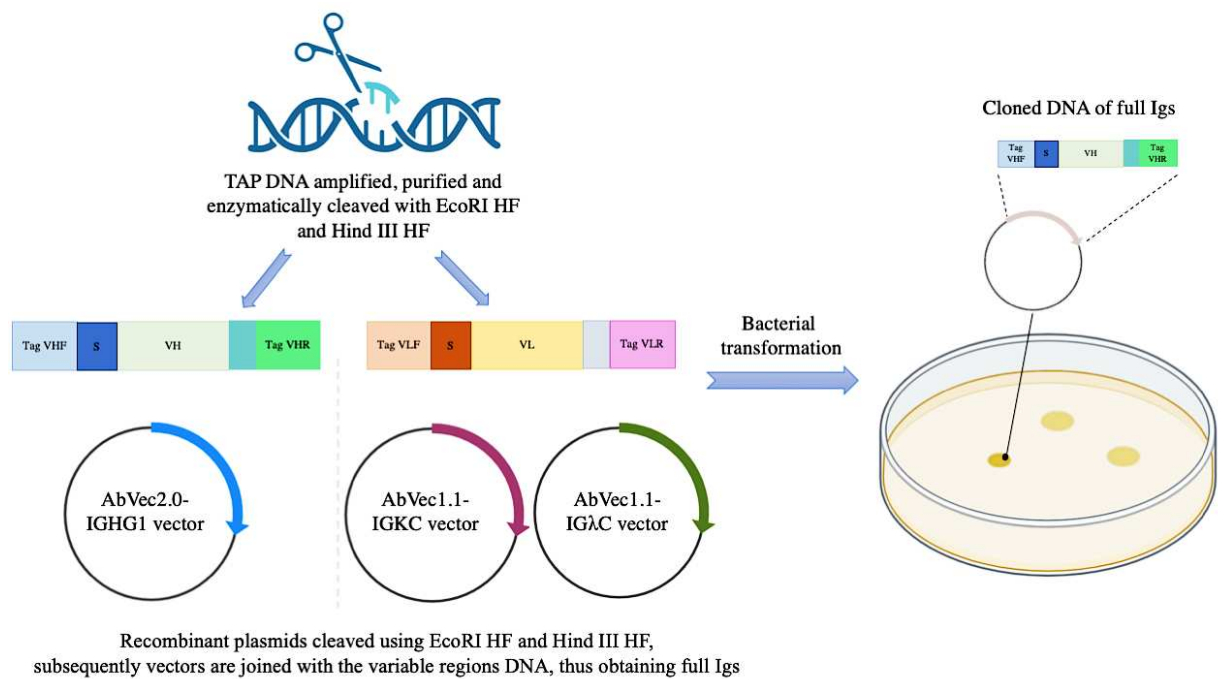 TAP DNA amplified, purified and
enzymatically cleaved with EcoRI HF
and Hind III HF
Tag VHF
S
VH
Tag VHR
Tag VLF
S
VL
Tag VLR
AbVec2.0-
IGHG1 vector
AbVec1.1-
IGKC vector
AbVec1.1-
IGλC vector
Recombinant plasmids cleaved using EcoRI HF and Hind III HF,
subsequently vectors are joined with the variable regions DNA, thus obtaining full Igs
Bacterial
transformation
Cloned DNA of full Igs
Tag
VHF
S
VH
Tag
VHR